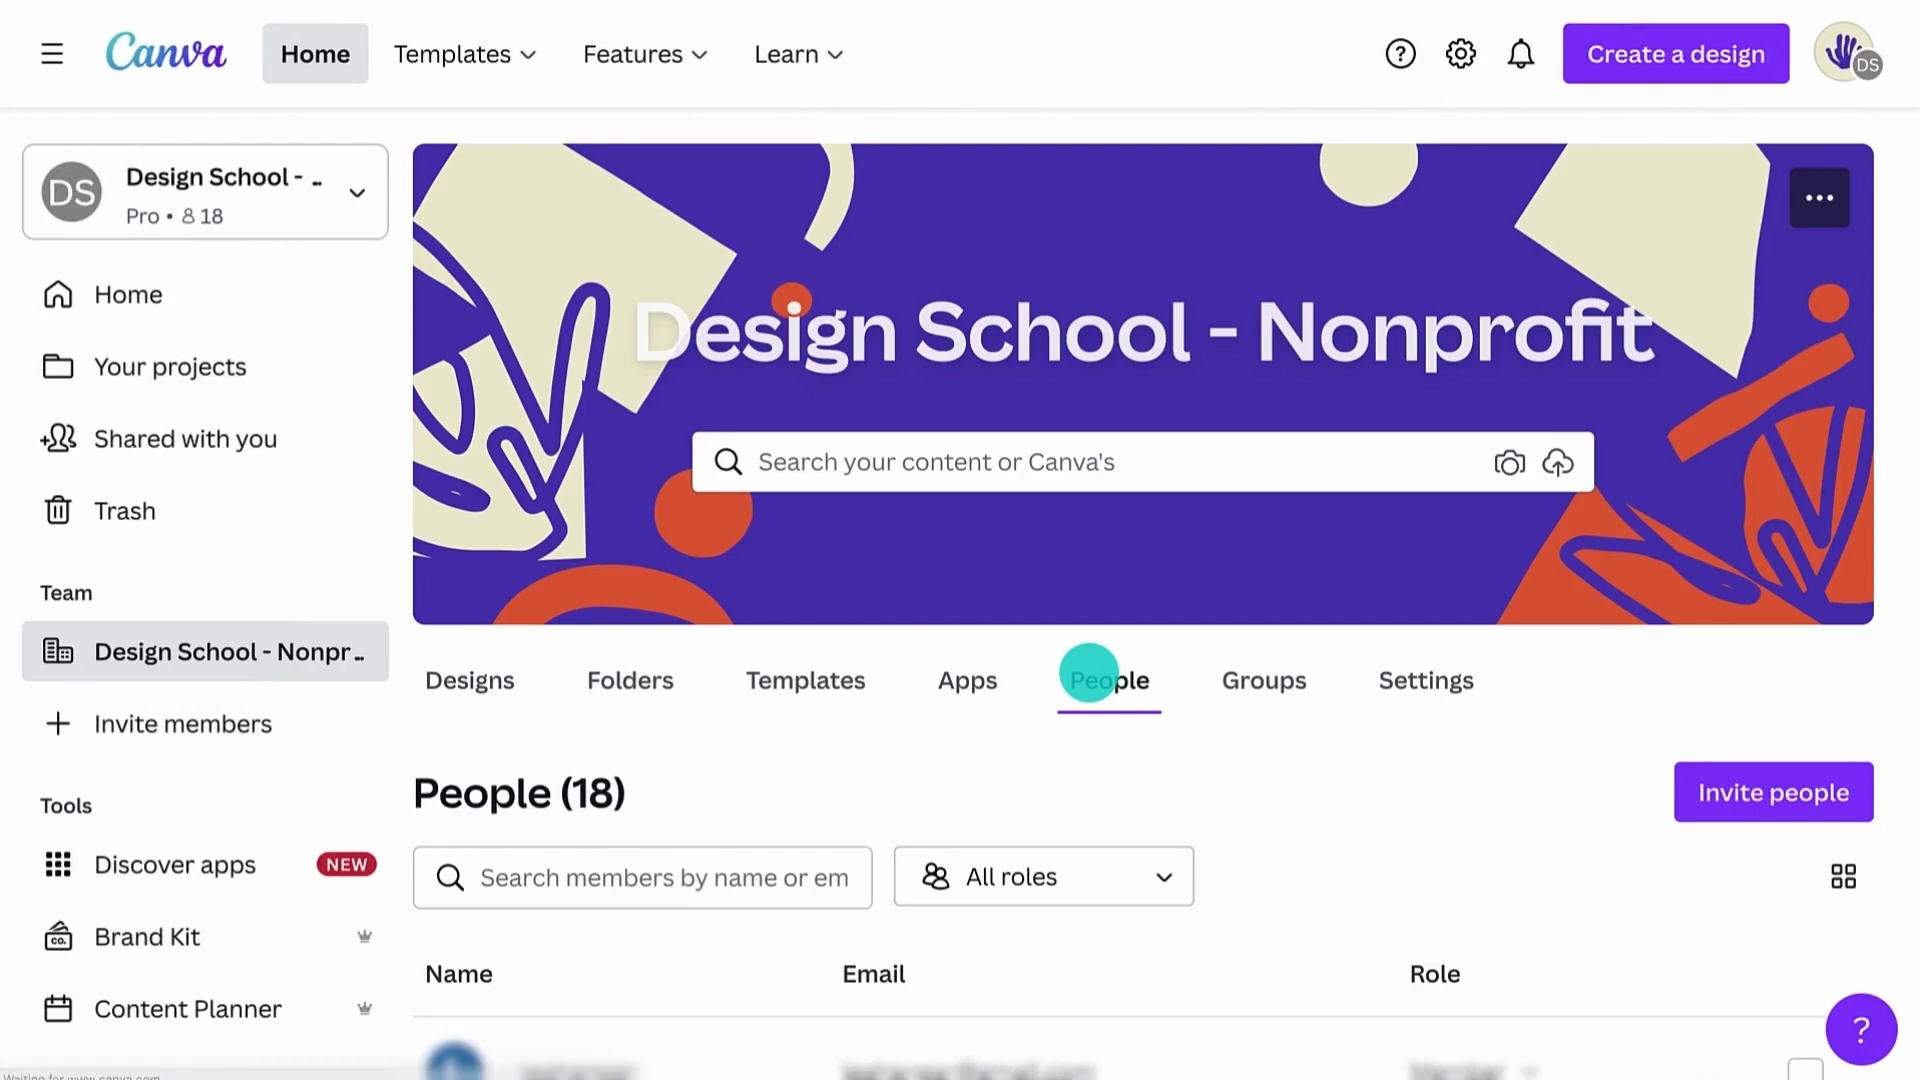 Canva
Home
Templates
Features
Learn
Create a design
DS
DS
Design School - ..
Pro • 18
Home
Your projects
Shared with you
Trash
Team
Design School - Nonpr..
Invite members
Tools
Discover apps
NEW
Brand Kit
CO.
Content Planner
Design School - Nonprofit
Search your content or Canva's
Designs
Folders
Templates
Apps
People
Groups
Settings
People (18)
Invite people
Search members by name or em
All roles
Name
Email
Role
?